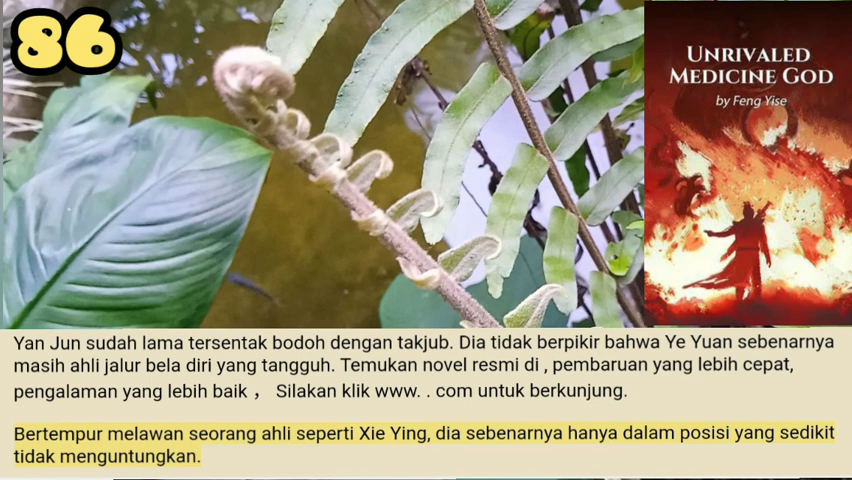 86
UNRIVALED
MEDICINE GOD
by Feng Yise
Yan Jun sudah lama tersentak bodoh dengan takjub. Dia tidak berpikir bahwa Ye Yuan sebenarnya
masih ahli jalur bela diri yang tangguh. Temukan novel resmi di , pembaruan yang lebih cepat,
pengalaman yang lebih baik ， Silakan klik www. . com untuk berkunjung.
Bertempur melawan seorang ahli seperti Xie Ying, dia sebenarnya hanya dalam posisi yang sedikit
tidak menguntungkan.